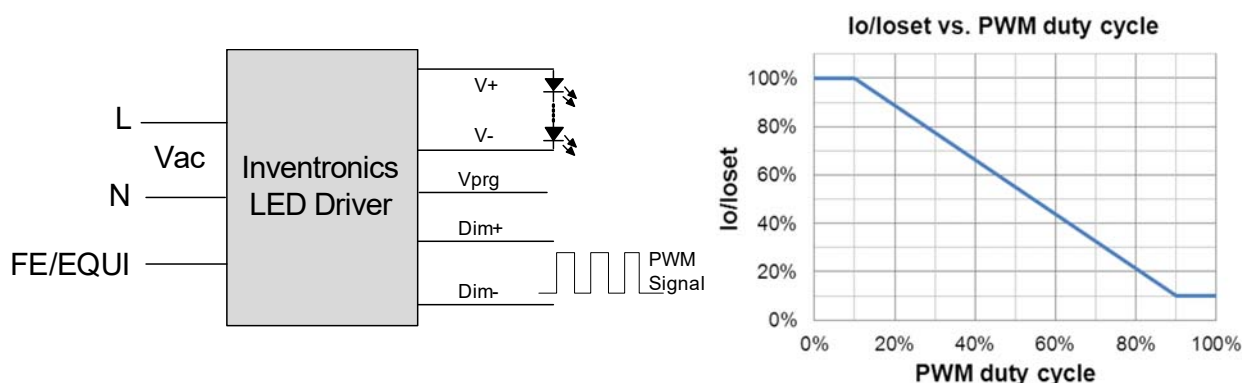 L
Vac
N
FE/EQUI
Inventronics
LED Driver
V+
V-
Vprg
Dim+
Dim-
PWM
Signal
Io/Ioset vs. PWM duty cycle
Io/Ioset
100%
80%
60%
40%
20%
0%
0% 20% 40% 60% 80% 100%
PWM duty cycle